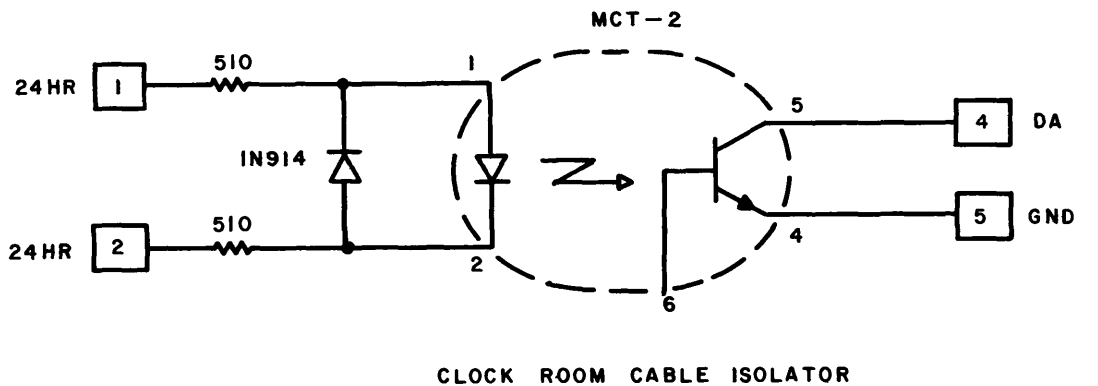 MCT-2
24HR 1 510 1
5 4 DA
1N914
24HR 2 510 2
4 5 GND
6
CLOCK ROOM CABLE ISOLATOR